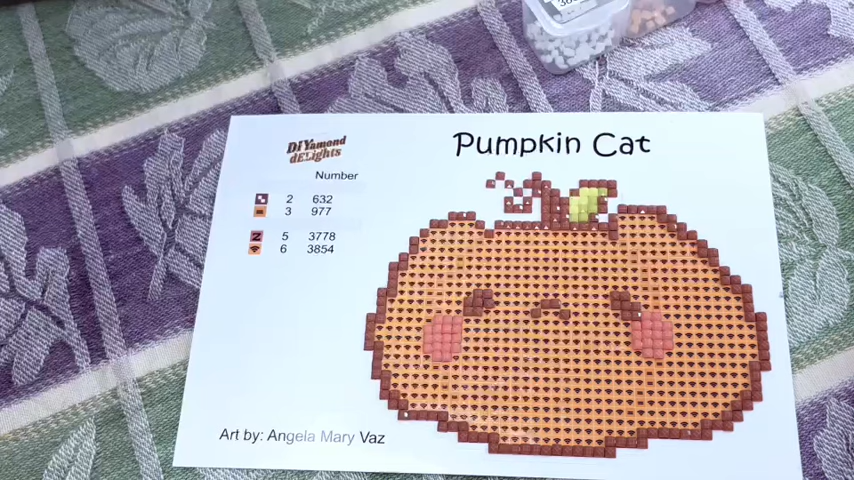 Pumpkin Cat
DiYamond
dELights
Number
2 632
3 977
Z 5 3778
6 3854
Art by: Angela Mary Vaz